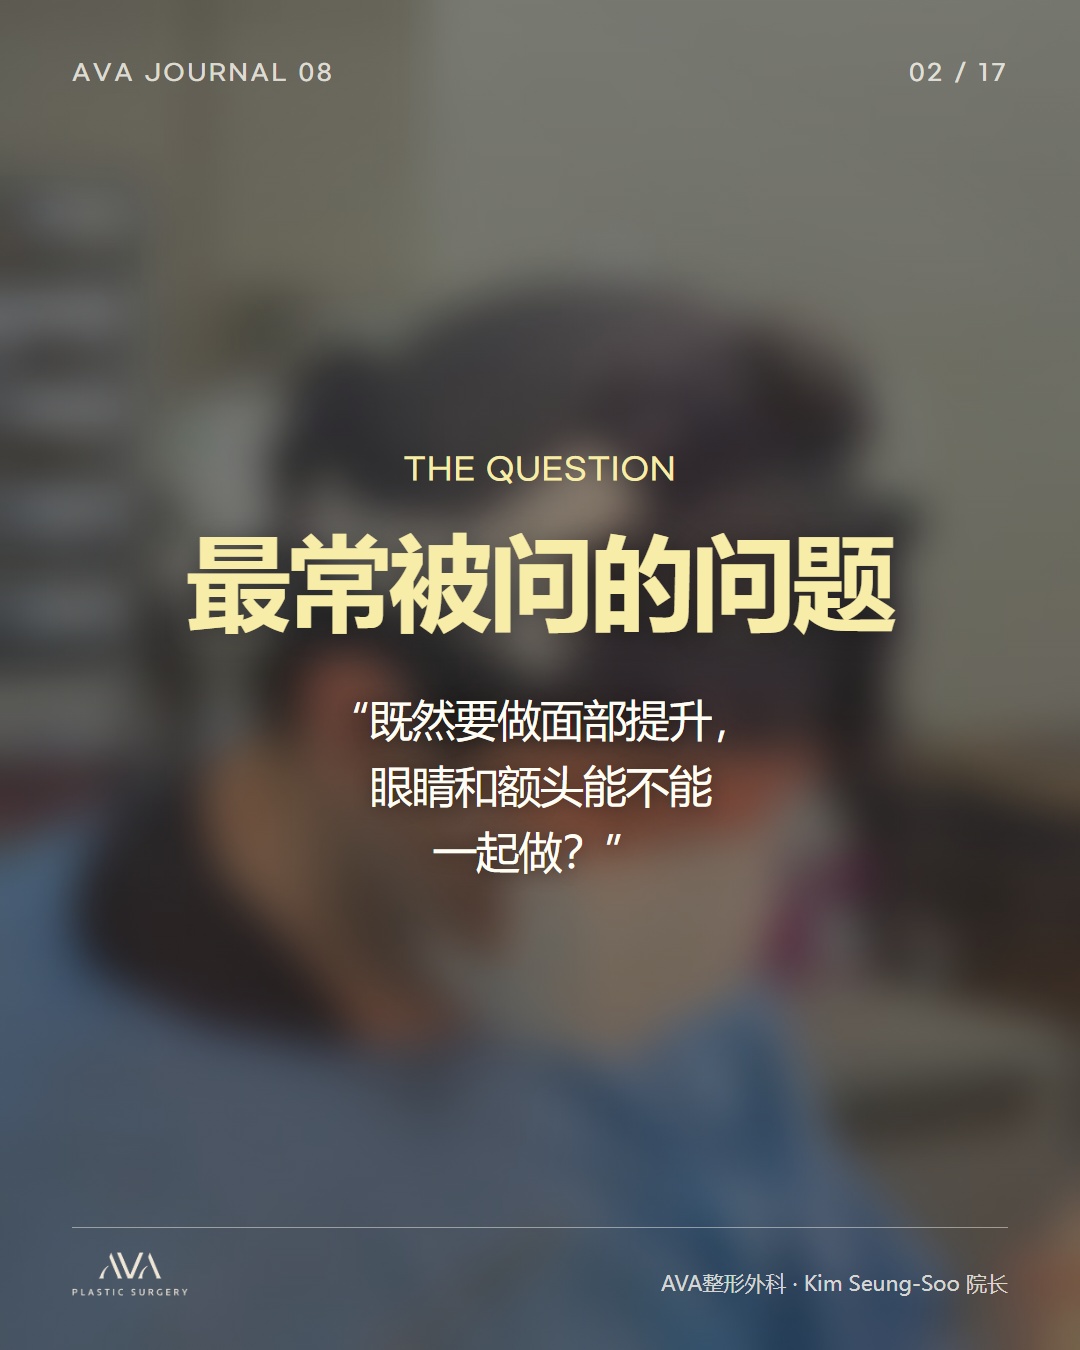 AVA JOURNAL 08
02 / 17
THE QUESTION
最常被问的问题
“既然要做面部提升，
眼睛和额头能不能
一起做？”
AVA
PLASTIC SURGERY
AVA整形外科 · Kim Seung-Soo 院长